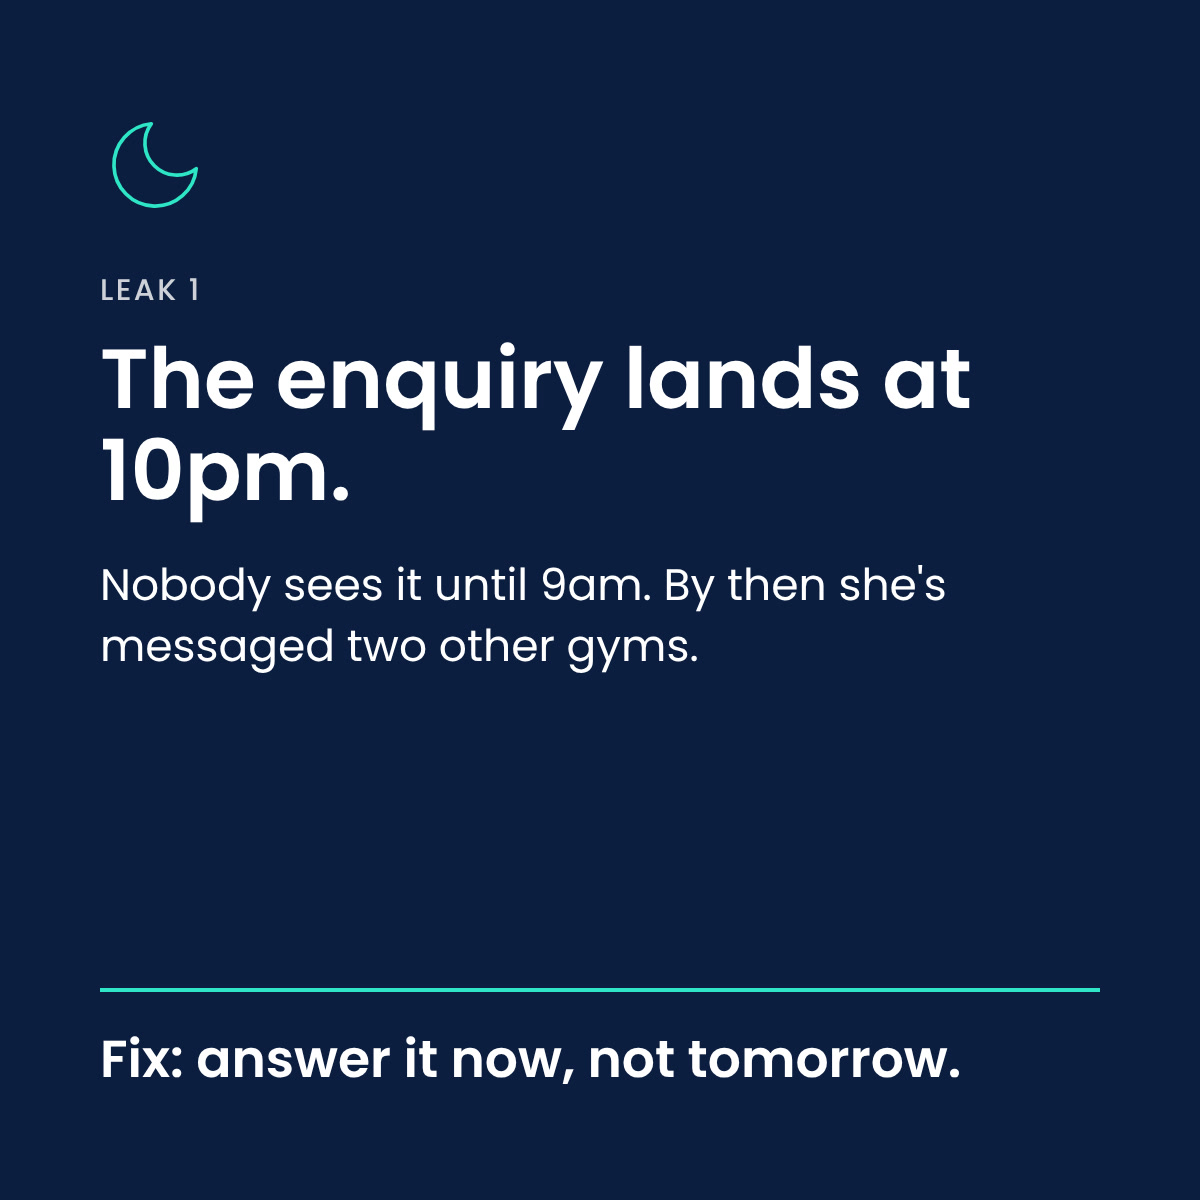 LEAK 1
The enquiry lands at
10pm.
Nobody sees it until 9am. By then she's
messaged two other gyms.
Fix: answer it now, not tomorrow.